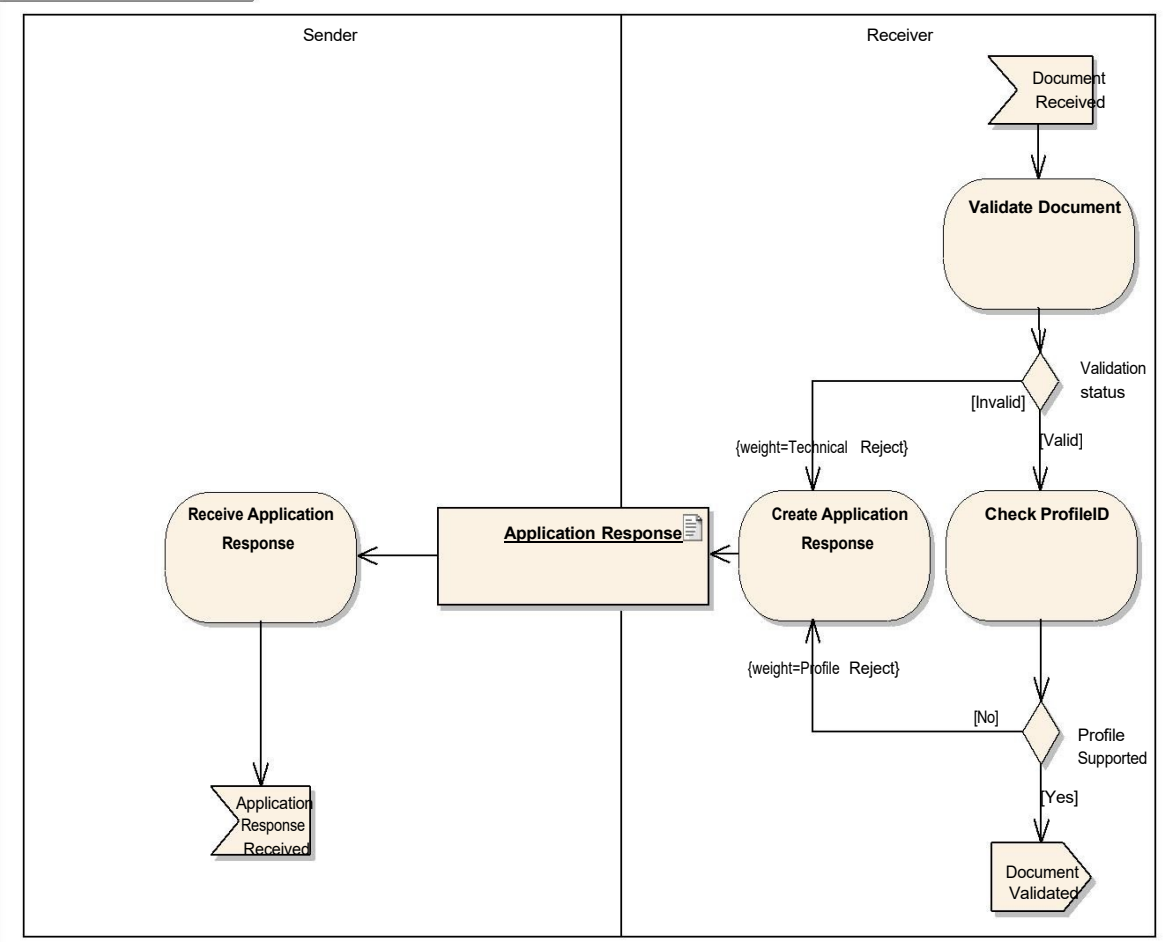 Sender
Receiver
Document
Received
Validate Document
Validation
status
[Invalid]
[Valid]
{weight=Technical Reject}
Receive Application
Response
Application Response
Create Application
Response
Check ProfileID
{weight=Profile Reject}
[No]
Profile
Supported
[Yes]
Application
Response
Received
Document
Validated